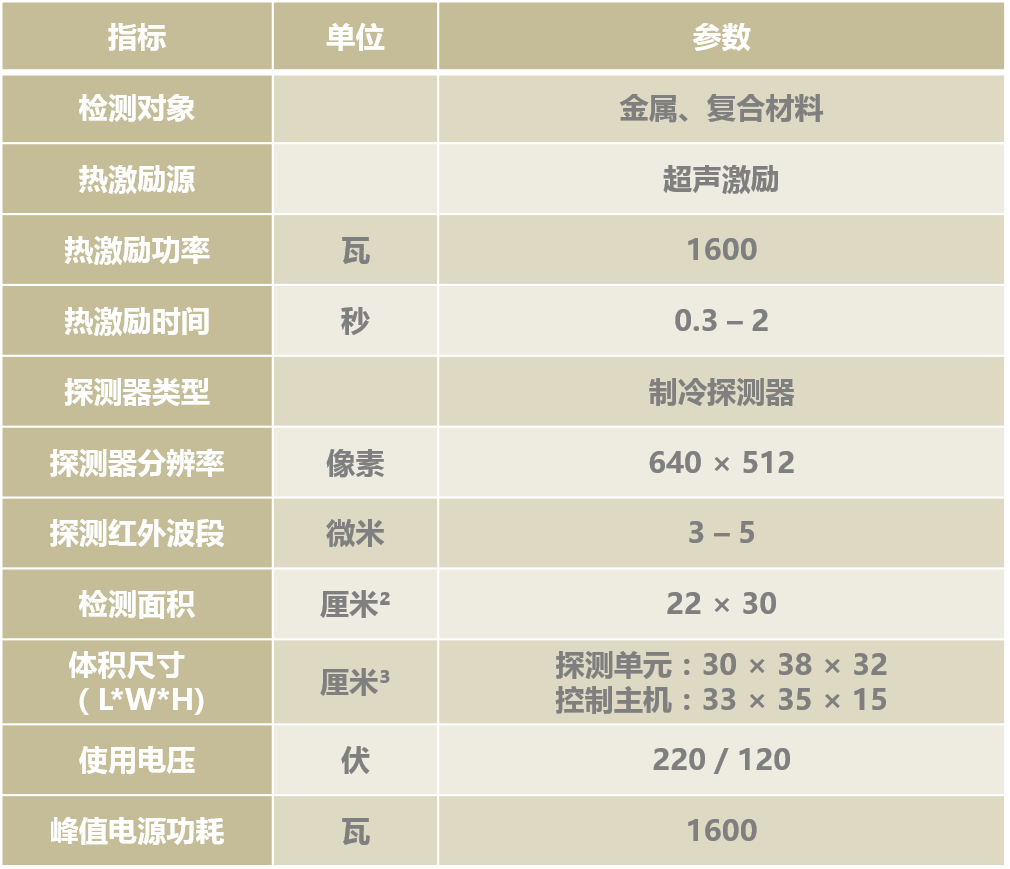 指标 单位 参数
检测对象 金属、复合材料
热激励源 超声激励
热激励功率 瓦 1600
热激励时间 秒 0.3 – 2
探测器类型 制冷探测器
探测器分辨率 像素 640 × 512
探测红外波段 微米 3 – 5
检测面积 厘米² 22 × 30
体积尺寸
（L*W*H) 厘米³ 探测单元：30 × 38 × 32
控制主机：33 × 35 × 15
使用电压 伏 220 / 120
峰值电源功耗 瓦 1600